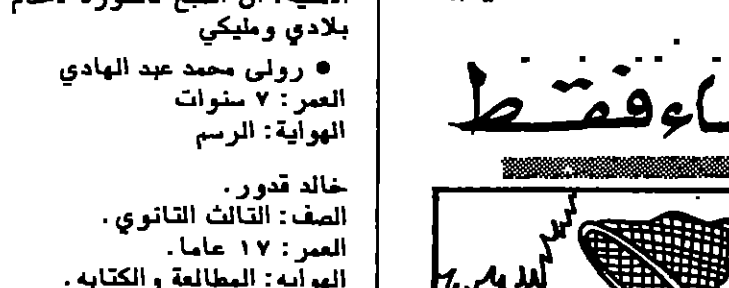 بلادي ومليكي
● رولى محمد عبد الهادي
العمر: ٧ سنوات
الهواية: الرسم
خالد قدور.
الصف: الثالث الثانوي.
العمر: ١٧ عاما.
الهوايه: المطالعة والكتابه.
فقط